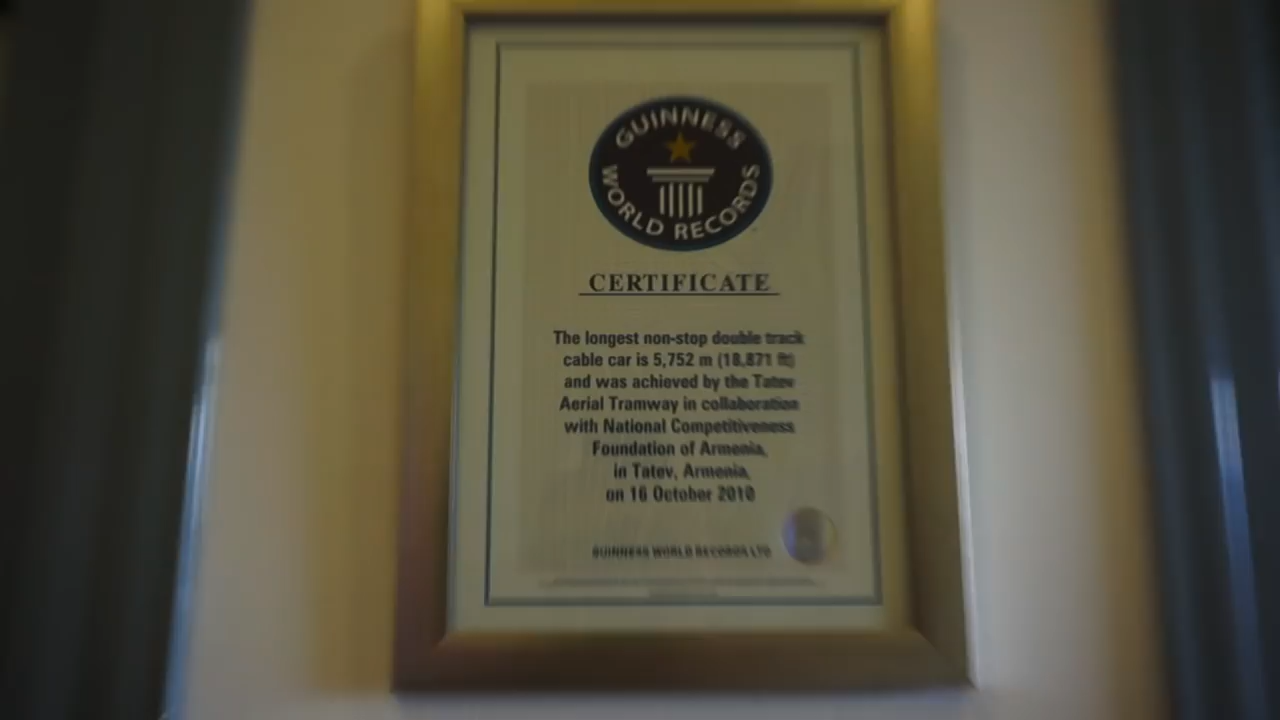 GUINNESS
WORLD RECORDS
CERTIFICATE
The longest non-stop double track
cable car is 5,752 m (18,871 ft)
and was achieved by the Tatev
Aerial Tramway in collaboration
with National Competitiveness
Foundation of Armenia,
in Tatev, Armenia,
on 16 October 2010
GUINNESS WORLD RECORDS LTD